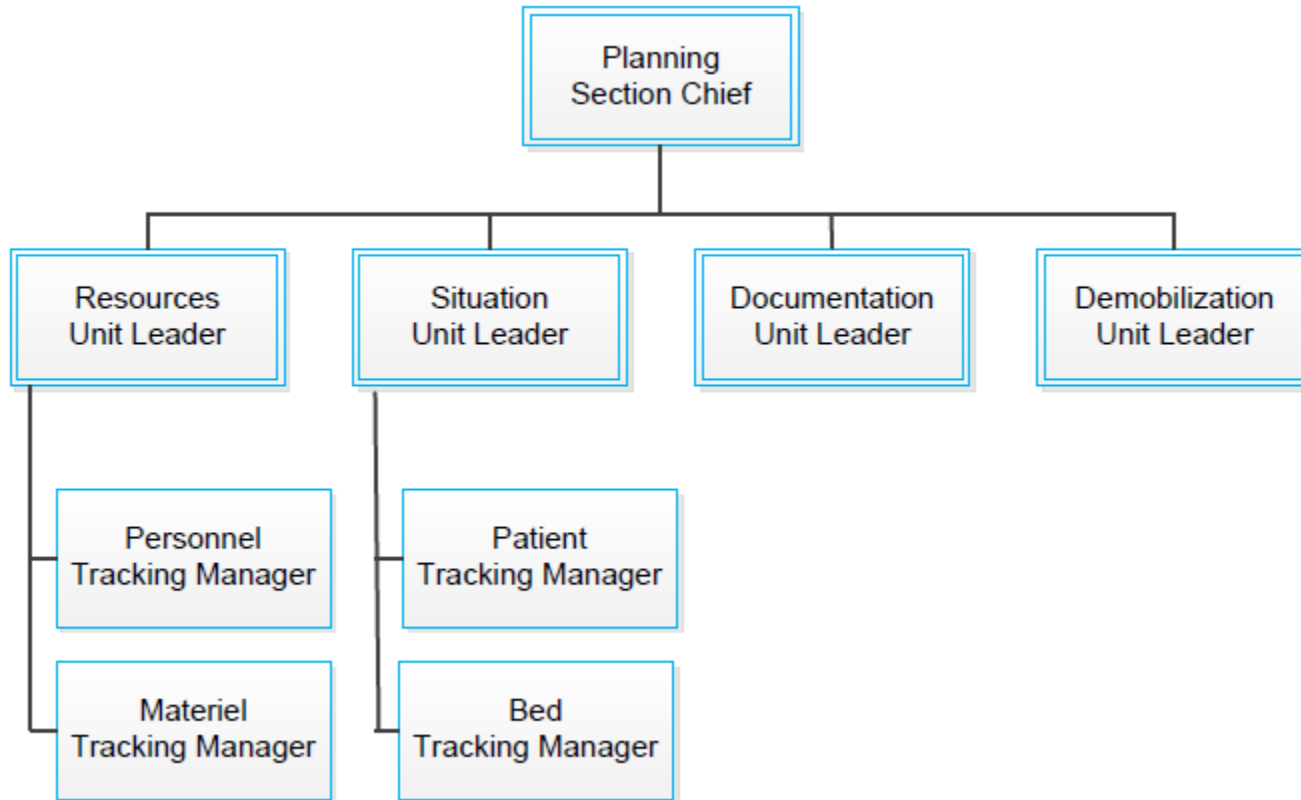 Planning
Section Chief
Resources
Unit Leader
Situation
Unit Leader
Documentation
Unit Leader
Demobilization
Unit Leader
Personnel
Tracking Manager
Patient
Tracking Manager
Materiel
Tracking Manager
Bed
Tracking Manager